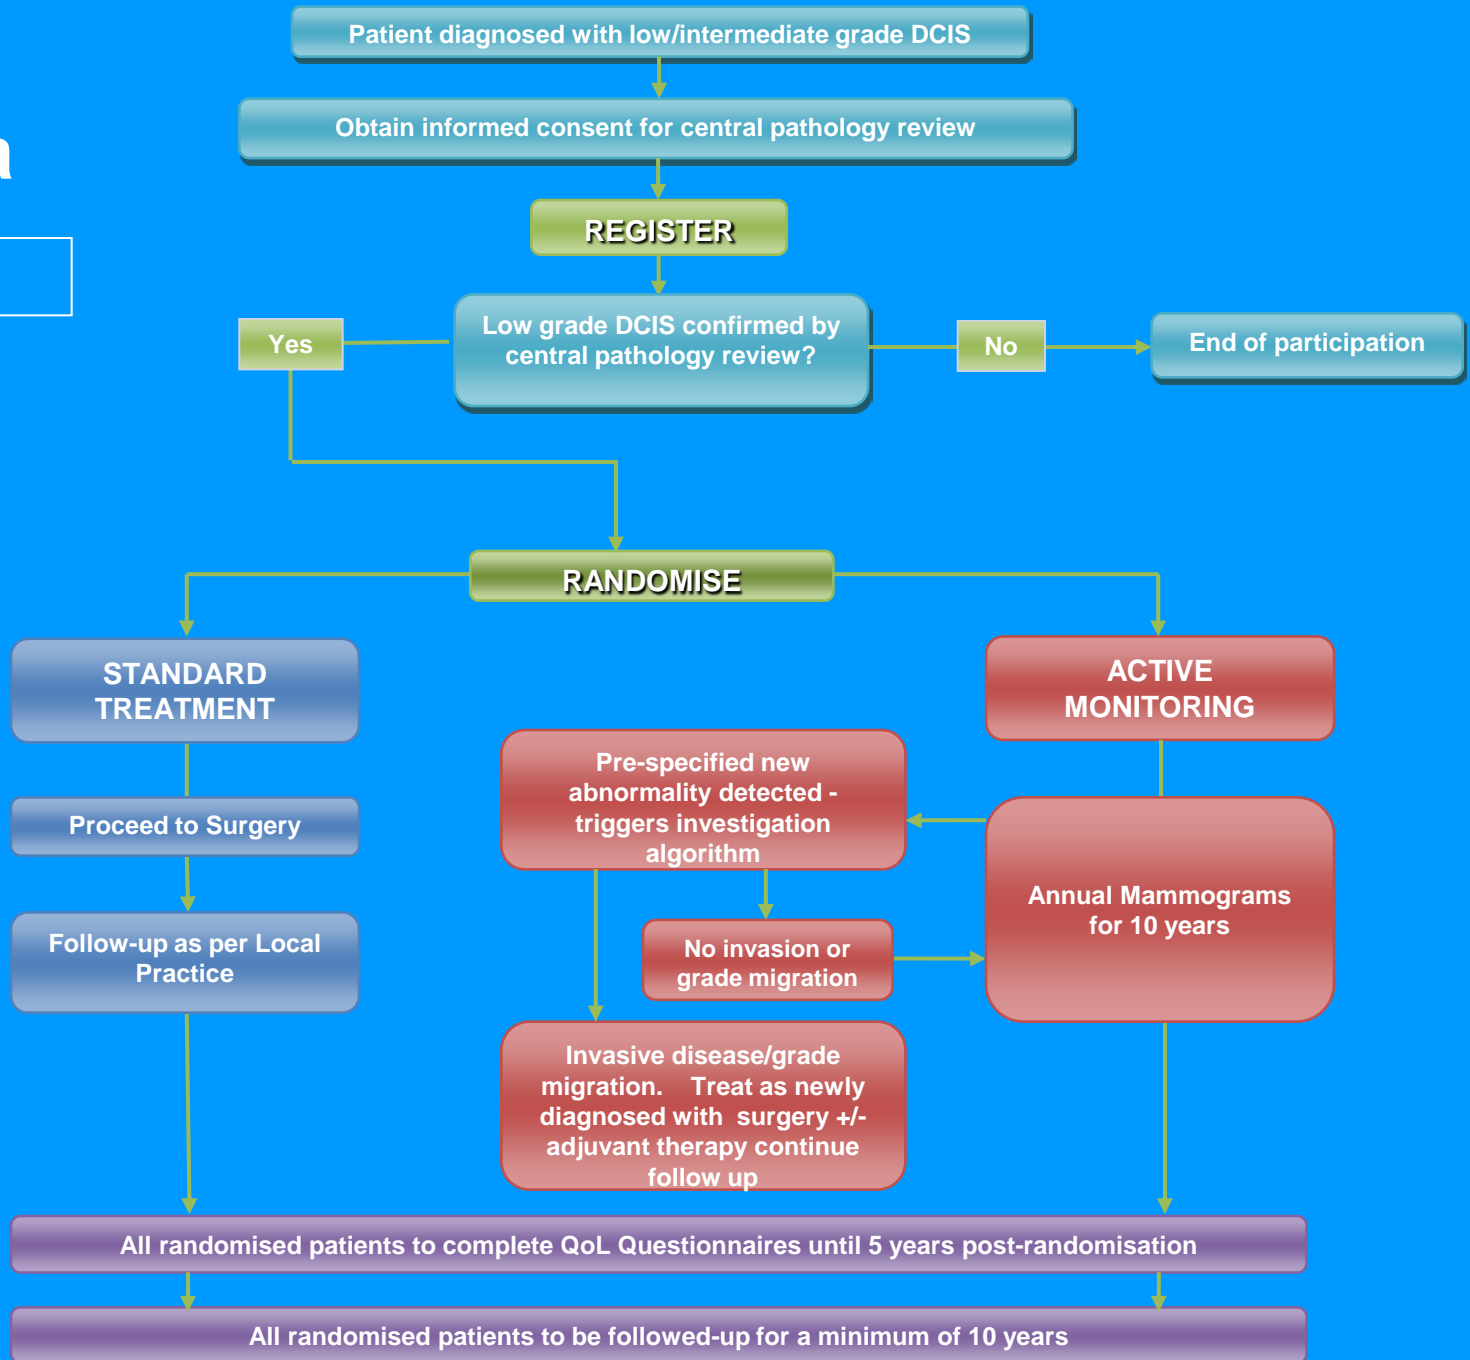 Patient diagnosed with low/intermediate grade DCIS
Obtain informed consent for central pathology review
a
REGISTER
Low grade DCIS confirmed by
central pathology review?
Yes
No
End of participation
RANDOMISE
STANDARD
TREATMENT
Proceed to Surgery
Follow-up as per Local
Practice
ACTIVE
MONITORING
Pre-specified new
abnormality detected -
triggers investigation
algorithm
Annual Mammograms
for 10 years
No invasion or
grade migration
Invasive disease/grade
migration. Treat as newly
diagnosed with surgery +/-
adjuvant therapy continue
follow up
All randomised patients to complete QoL Questionnaires until 5 years post-randomisation
All randomised patients to be followed-up for a minimum of 10 years